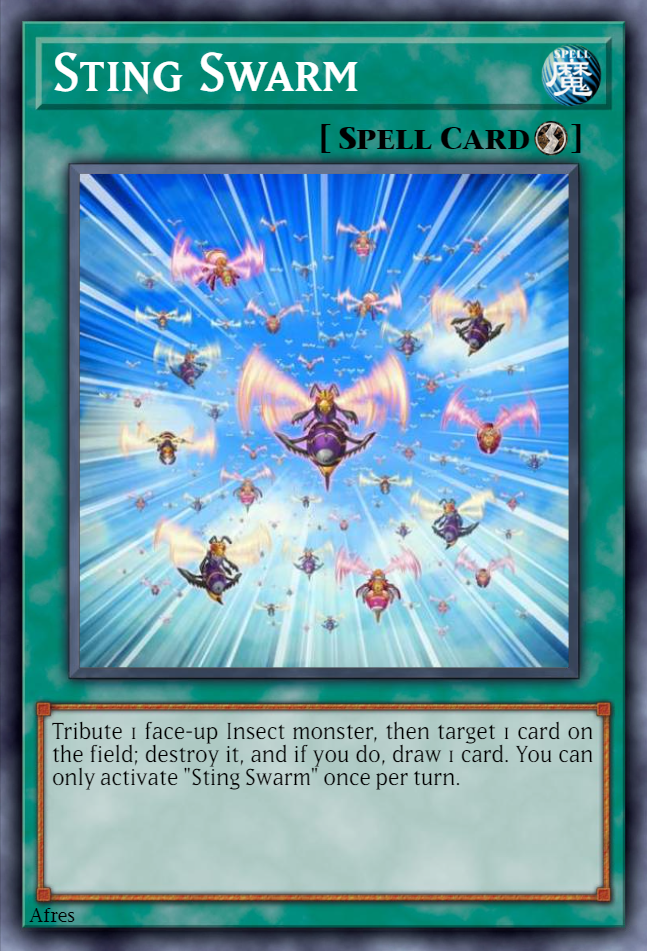 Sting Swarm
SPELL
魔
[ Spell Card ]
Tribute 1 face-up Insect monster, then target 1 card on
the field; destroy it, and if you do, draw 1 card. You can
only activate "Sting Swarm" once per turn.
Afres